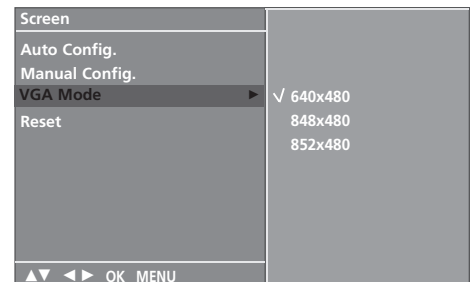 Screen
Auto Config.
Manual Config.
VGA Mode ►
Reset
√ 640x480
848x480
852x480
▲▼ ◄ ► OK MENU